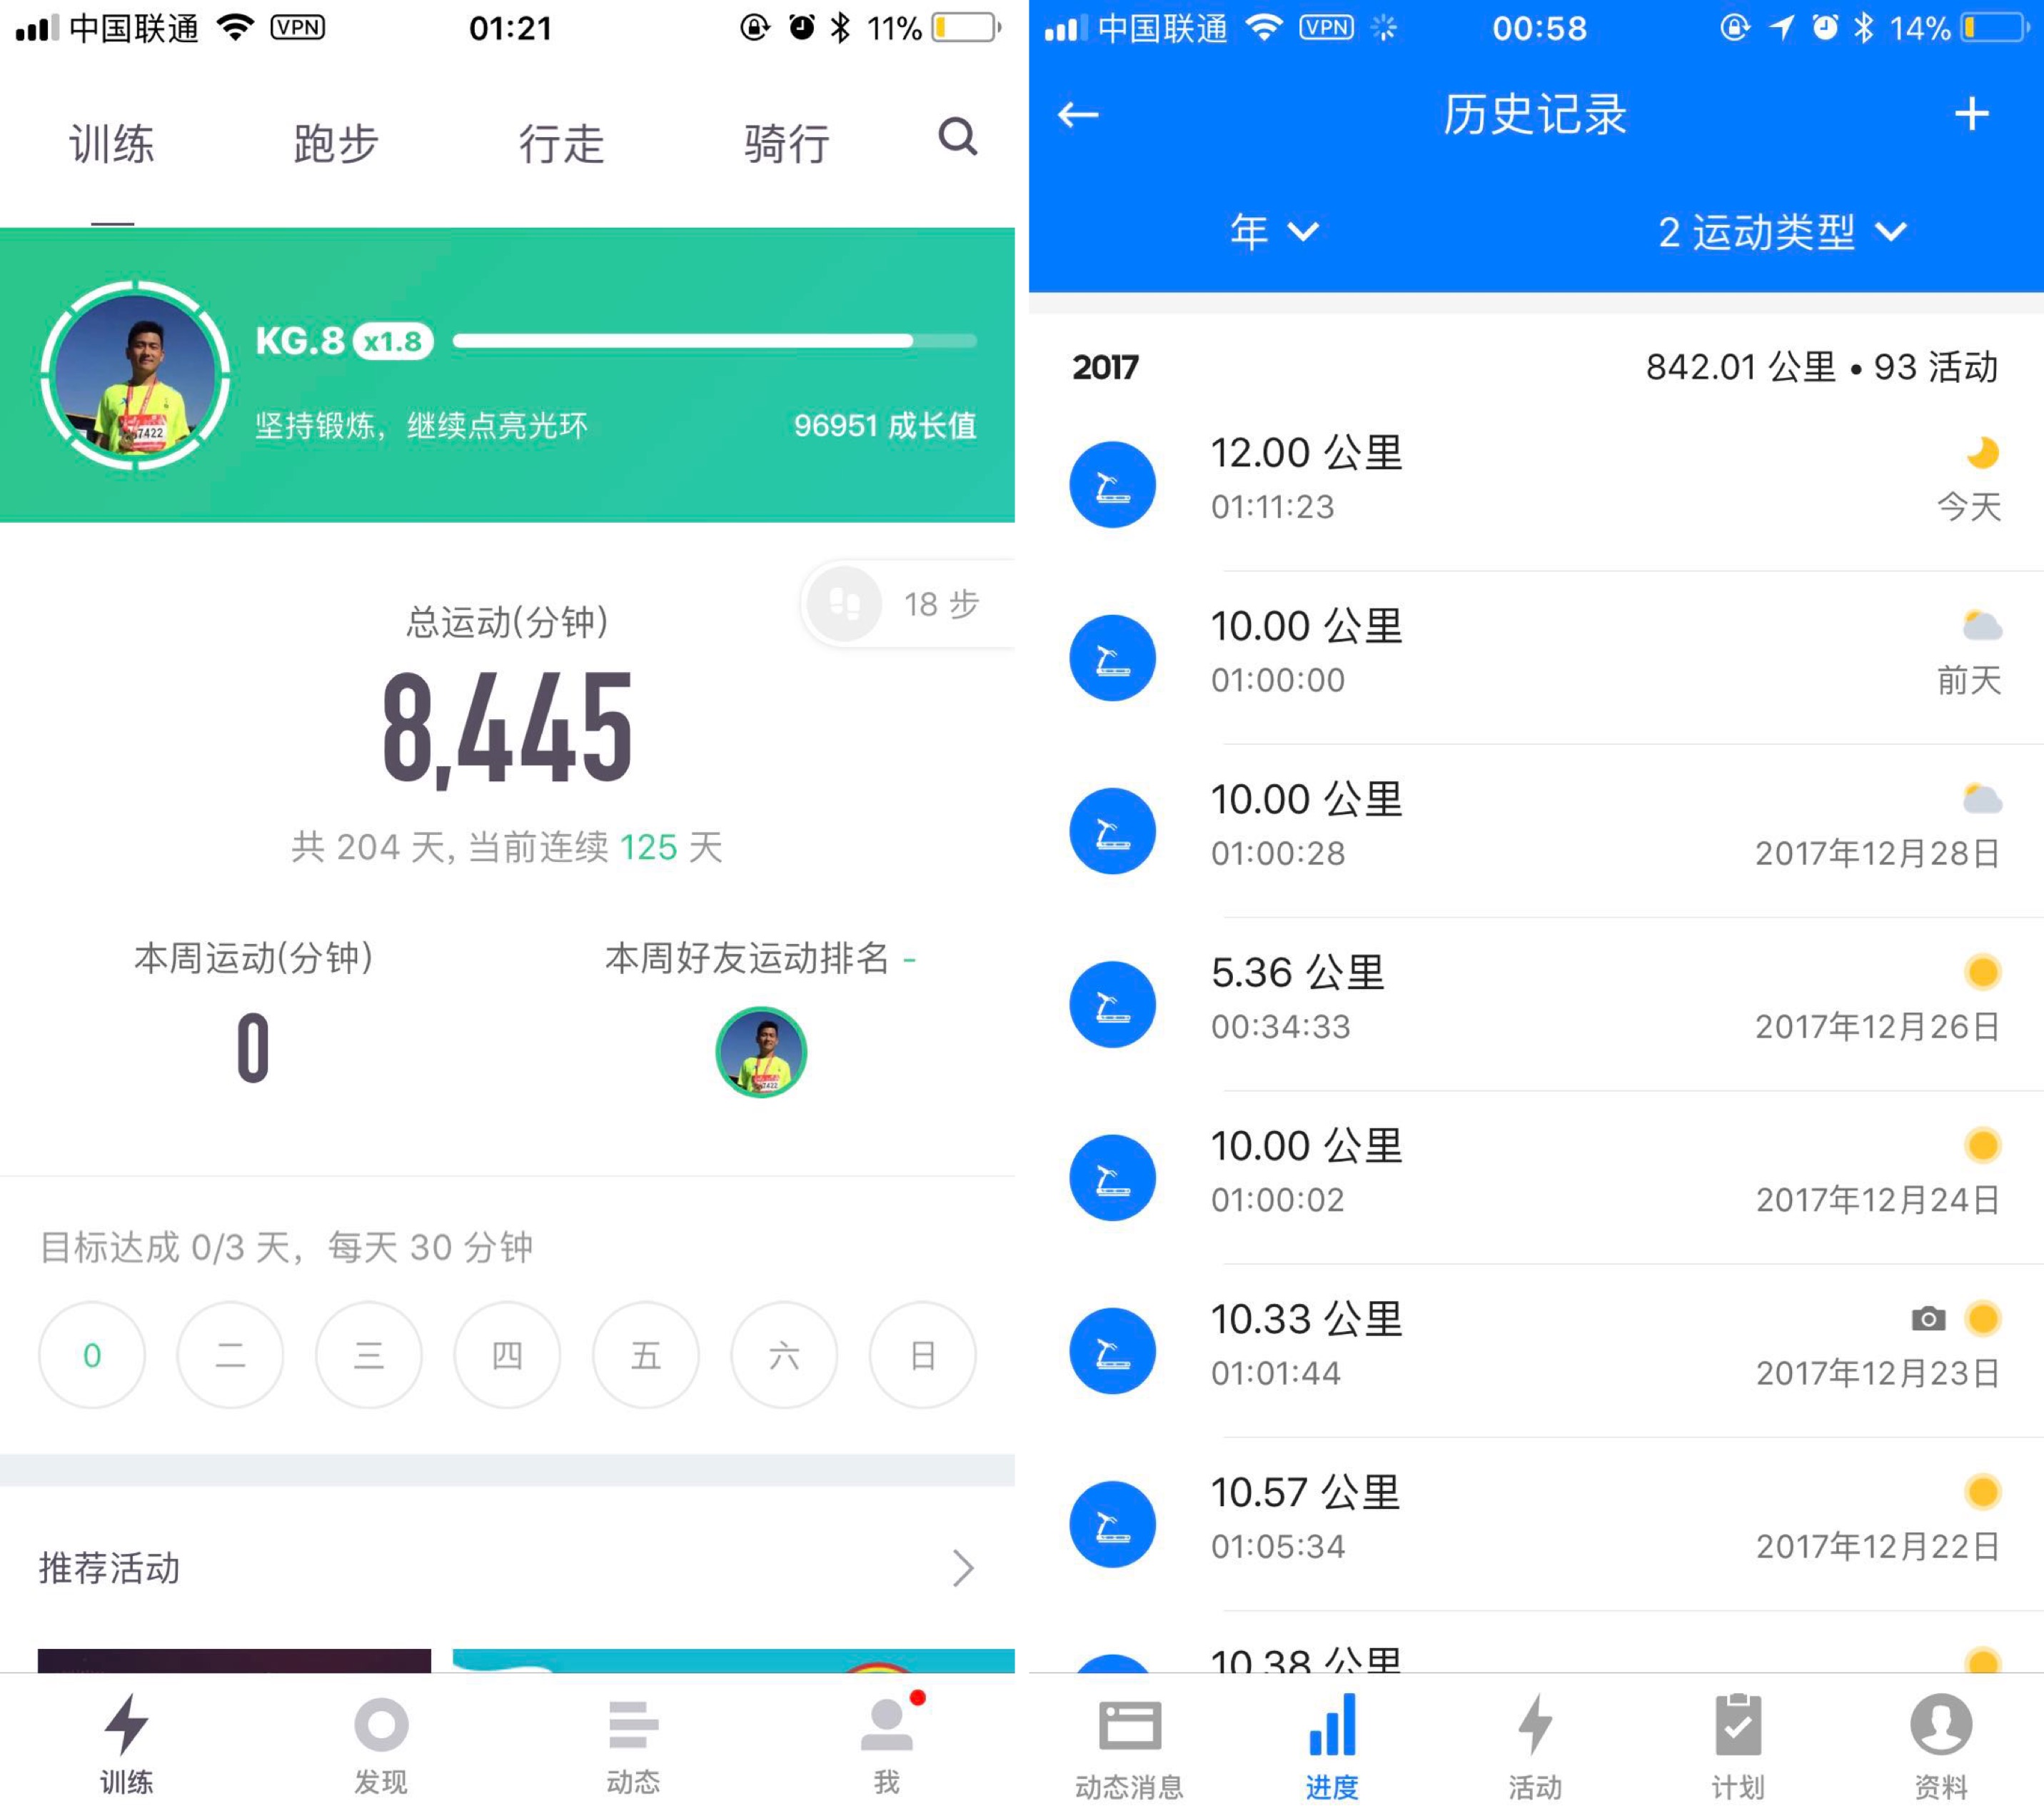 中国联通 VPN 01:21 11%
训练 跑步 行走 骑行
KG.8 x1.8
坚持锻炼，继续点亮光环 96951 成长值
7422
18 步
总运动(分钟)
8,445
共 204 天, 当前连续 125 天
本周运动(分钟) 本周好友运动排名 -
0
7422
目标达成 0/3 天，每天 30 分钟
0 二 三 四 五 六 日
推荐活动
训练 发现 动态 我
中国联通 VPN 00:58 14%
历史记录
年 2 运动类型
2017 842.01 公里 • 93 活动
12.00 公里
01:11:23 今天
10.00 公里
01:00:00 前天
10.00 公里
01:00:28 2017年12月28日
5.36 公里
00:34:33 2017年12月26日
10.00 公里
01:00:02 2017年12月24日
10.33 公里
01:01:44 2017年12月23日
10.57 公里
01:05:34 2017年12月22日
10.38 公里
动态消息 进度 活动 计划 资料